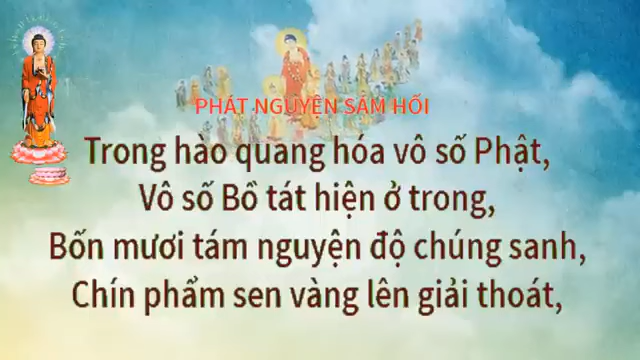 PHÁT NGUYỆN SÁM HỐI
Trong hào quang hóa vô số Phật,
Vô số Bồ tát hiện ở trong,
Bốn mươi tám nguyện độ chúng sanh,
Chín phẩm sen vàng lên giải thoát,